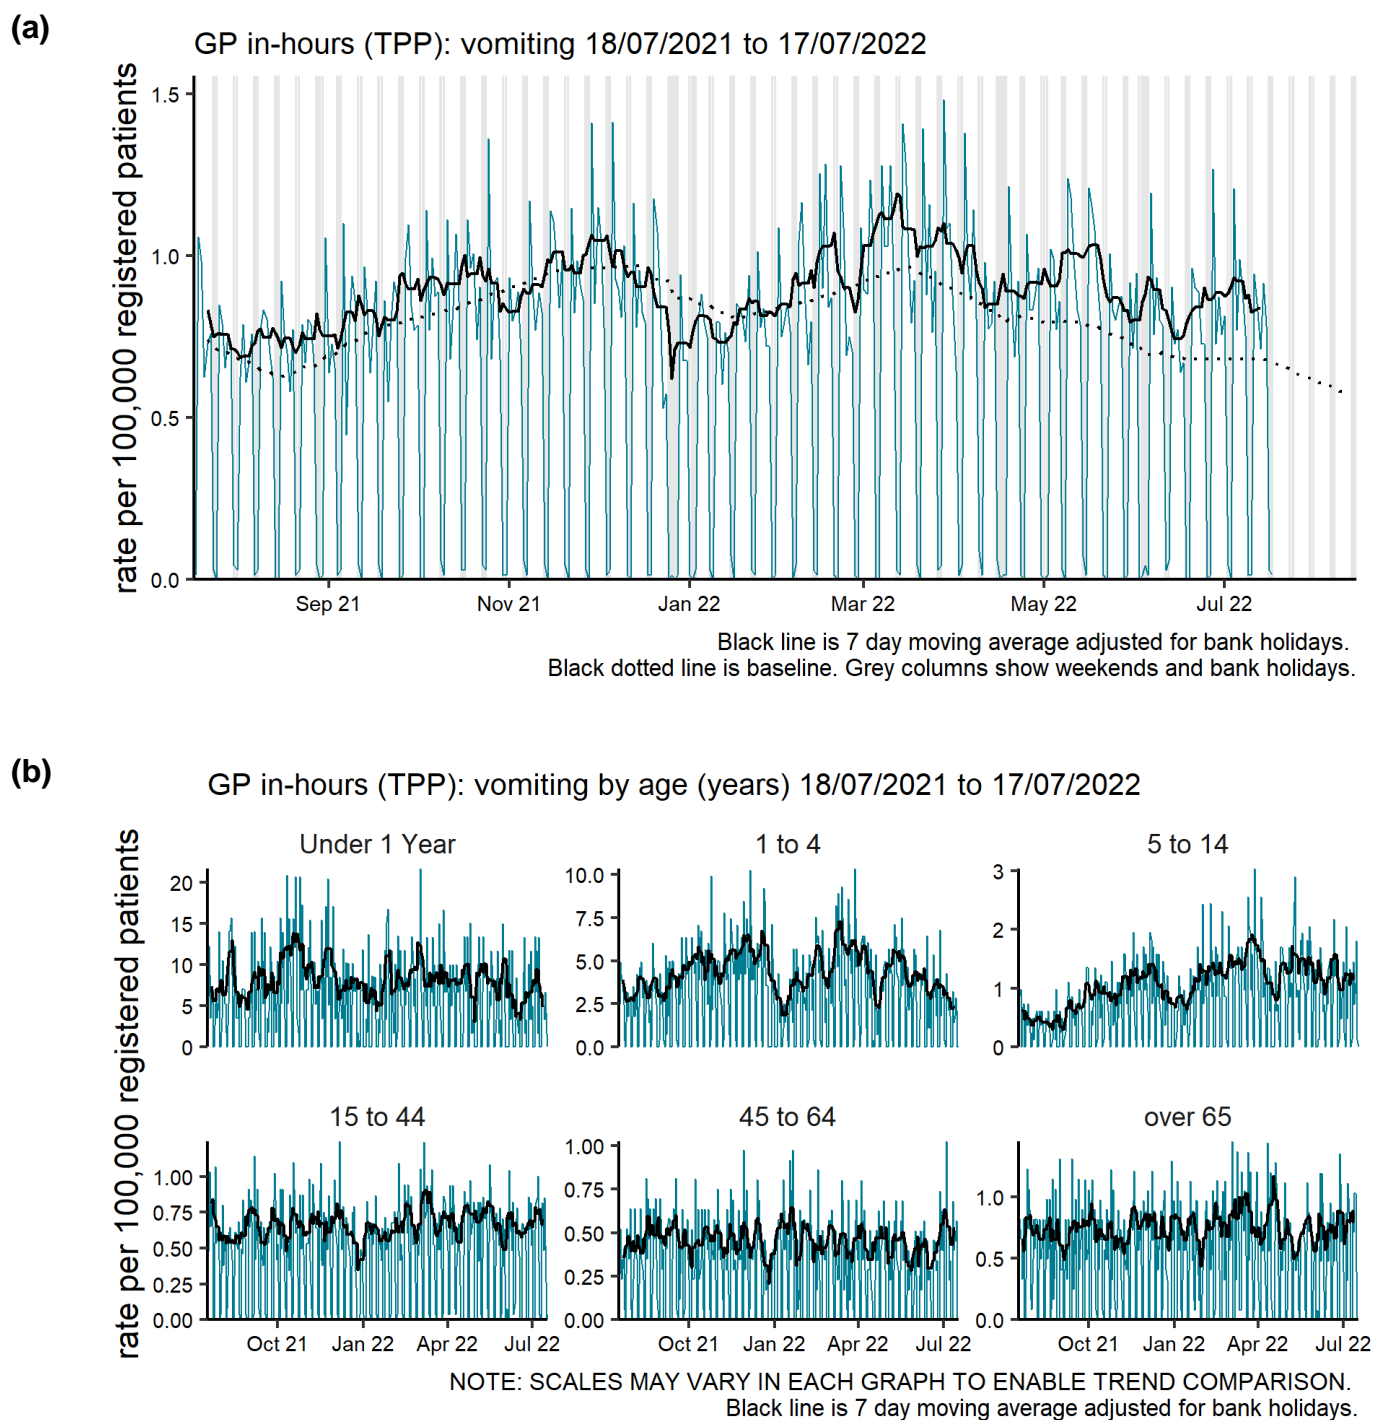 (a)
GP in-hours (TPP): vomiting 18/07/2021 to 17/07/2022
rate per 100,000 registered patients
1.5
1.0
0.5
0.0
Sep 21 Nov 21 Jan 22 Mar 22 May 22 Jul 22
Black line is 7 day moving average adjusted for bank holidays.
Black dotted line is baseline. Grey columns show weekends and bank holidays.
(b)
GP in-hours (TPP): vomiting by age (years) 18/07/2021 to 17/07/2022
rate per 100,000 registered patients
Under 1 Year
20
15
10
5
0
1 to 4
10.0
7.5
5.0
2.5
0.0
5 to 14
3
2
1
0
15 to 44
1.00
0.75
0.50
0.25
0.00
Oct 21 Jan 22 Apr 22 Jul 22
45 to 64
1.00
0.75
0.50
0.25
0.00
Oct 21 Jan 22 Apr 22 Jul 22
over 65
1.0
0.5
0.0
Oct 21 Jan 22 Apr 22 Jul 22
NOTE: SCALES MAY VARY IN EACH GRAPH TO ENABLE TREND COMPARISON.
Black line is 7 day moving average adjusted for bank holidays.